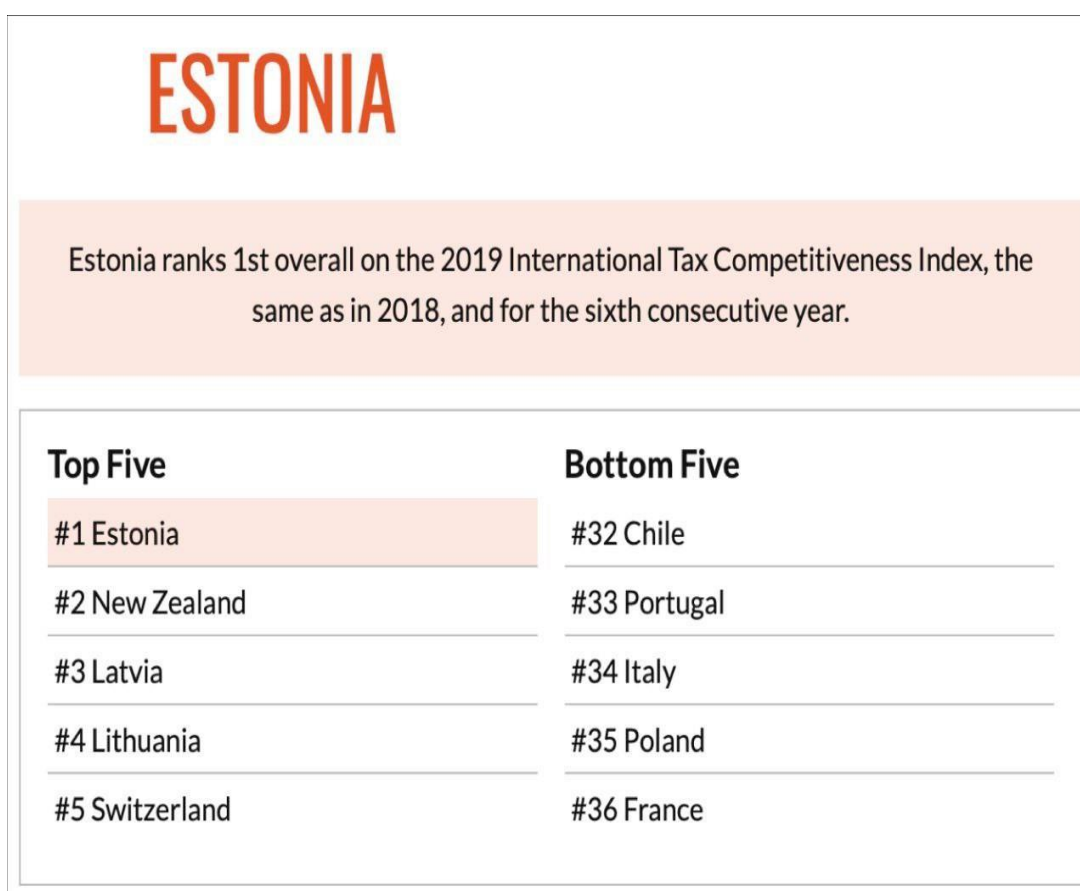 ESTONIA
Estonia ranks 1st overall on the 2019 International Tax Competitiveness Index, the
same as in 2018, and for the sixth consecutive year.
Top Five
#1 Estonia
#2 New Zealand
#3 Latvia
#4 Lithuania
#5 Switzerland
Bottom Five
#32 Chile
#33 Portugal
#34 Italy
#35 Poland
#36 France